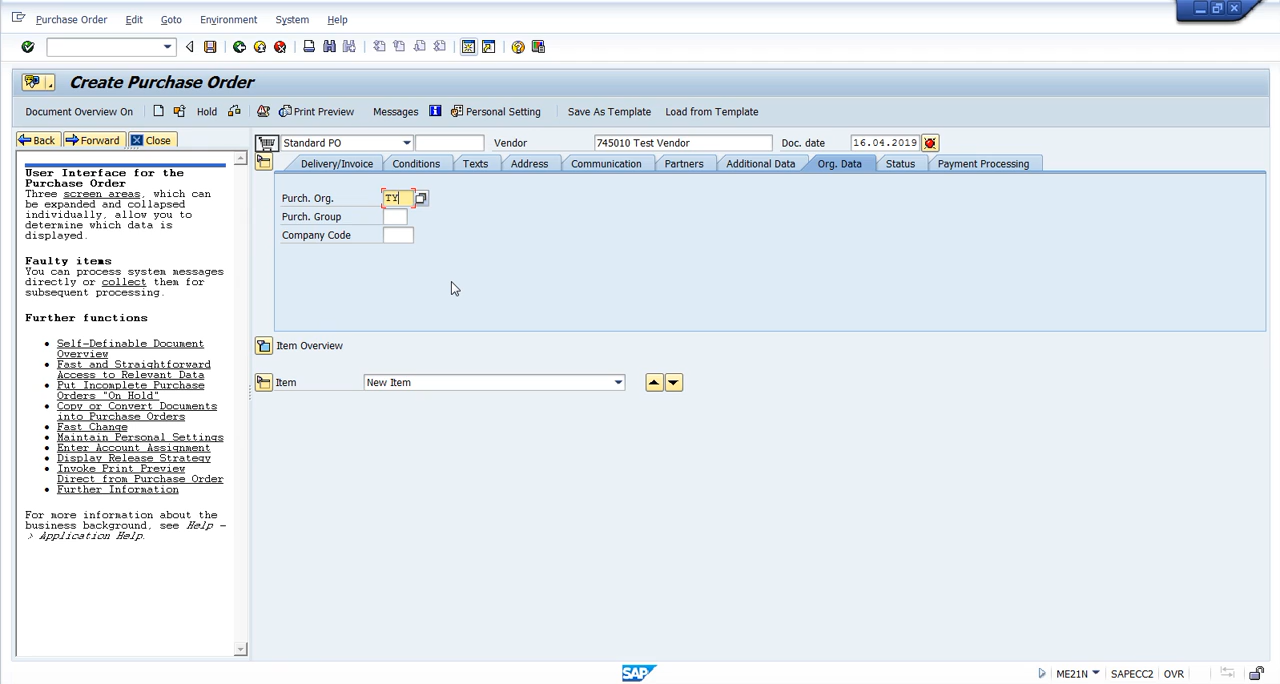 Purchase Order Edit Goto Environment System Help
Create Purchase Order
Document Overview On Hold Print Preview Messages Personal Setting Save As Template Load from Template
Back Forward Close
Standard PO Vendor 745010 Test Vendor Doc. date 16.04.2019
Delivery/Invoice Conditions Texts Address Communication Partners Additional Data Org. Data Status Payment Processing
User Interface for the
Purchase Order
Three screen areas, which can
be expanded and collapsed
individually, allow you to
determine which data is
displayed.
Faulty items
You can process system messages
directly or collect them for
subsequent processing.
Further functions
Self-Definable Document
Overview
Fast and Straightforward
Access to Relevant Data
Put Incomplete Purchase
Orders "On Hold"
Copy or Convert Documents
into Purchase Orders
Fast Change
Maintain Personal Settings
Enter Account Assignment
Display Release Strategy
Invoke Print Preview
Direct from Purchase Order
Further Information
For more information about the
business background, see Help -
> Application Help.
Purch. Org. TY
Purch. Group
Company Code
Item Overview
Item New Item
SAP
ME21N SAPECC2 OVR